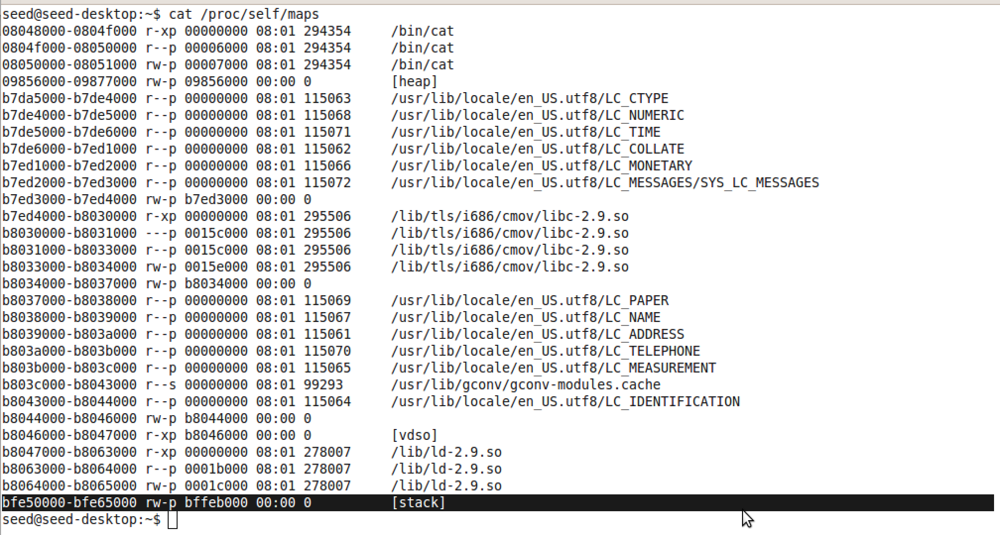 seed@seed-desktop:~$ cat /proc/self/maps
08048000-0804f000 r-xp 00000000 08:01 294354     /bin/cat
0804f000-08050000 r--p 00006000 08:01 294354     /bin/cat
08050000-08051000 rw-p 00007000 08:01 294354     /bin/cat
09856000-09877000 rw-p 09856000 00:00 0          [heap]
b7da5000-b7de4000 r--p 00000000 08:01 115063     /usr/lib/locale/en_US.utf8/LC_CTYPE
b7de4000-b7de5000 r--p 00000000 08:01 115068     /usr/lib/locale/en_US.utf8/LC_NUMERIC
b7de5000-b7de6000 r--p 00000000 08:01 115071     /usr/lib/locale/en_US.utf8/LC_TIME
b7de6000-b7ed1000 r--p 00000000 08:01 115062     /usr/lib/locale/en_US.utf8/LC_COLLATE
b7ed1000-b7ed2000 r--p 00000000 08:01 115066     /usr/lib/locale/en_US.utf8/LC_MONETARY
b7ed2000-b7ed3000 r--p 00000000 08:01 115072     /usr/lib/locale/en_US.utf8/LC_MESSAGES/SYS_LC_MESSAGES
b7ed3000-b7ed4000 rw-p b7ed3000 00:00 0
b7ed4000-b8030000 r-xp 00000000 08:01 295506     /lib/tls/i686/cmov/libc-2.9.so
b8030000-b8031000 ---p 0015c000 08:01 295506     /lib/tls/i686/cmov/libc-2.9.so
b8031000-b8033000 r--p 0015c000 08:01 295506     /lib/tls/i686/cmov/libc-2.9.so
b8033000-b8034000 rw-p 0015e000 08:01 295506     /lib/tls/i686/cmov/libc-2.9.so
b8034000-b8037000 rw-p b8034000 00:00 0
b8037000-b8038000 r--p 00000000 08:01 115069     /usr/lib/locale/en_US.utf8/LC_PAPER
b8038000-b8039000 r--p 00000000 08:01 115067     /usr/lib/locale/en_US.utf8/LC_NAME
b8039000-b803a000 r--p 00000000 08:01 115061     /usr/lib/locale/en_US.utf8/LC_ADDRESS
b803a000-b803b000 r--p 00000000 08:01 115070     /usr/lib/locale/en_US.utf8/LC_TELEPHONE
b803b000-b803c000 r--p 00000000 08:01 115065     /usr/lib/locale/en_US.utf8/LC_MEASUREMENT
b803c000-b8043000 r--s 00000000 08:01 99293      /usr/lib/gconv/gconv-modules.cache
b8043000-b8044000 r--p 00000000 08:01 115064     /usr/lib/locale/en_US.utf8/LC_IDENTIFICATION
b8044000-b8046000 rw-p b8044000 00:00 0
b8046000-b8047000 r-xp b8046000 00:00 0          [vdso]
b8047000-b8063000 r-xp 00000000 08:01 278007     /lib/ld-2.9.so
b8063000-b8064000 r--p 0001b000 08:01 278007     /lib/ld-2.9.so
b8064000-b8065000 rw-p 0001c000 08:01 278007     /lib/ld-2.9.so
bfe50000-bfe65000 rw-p bffeb000 00:00 0          [stack]
seed@seed-desktop:~$